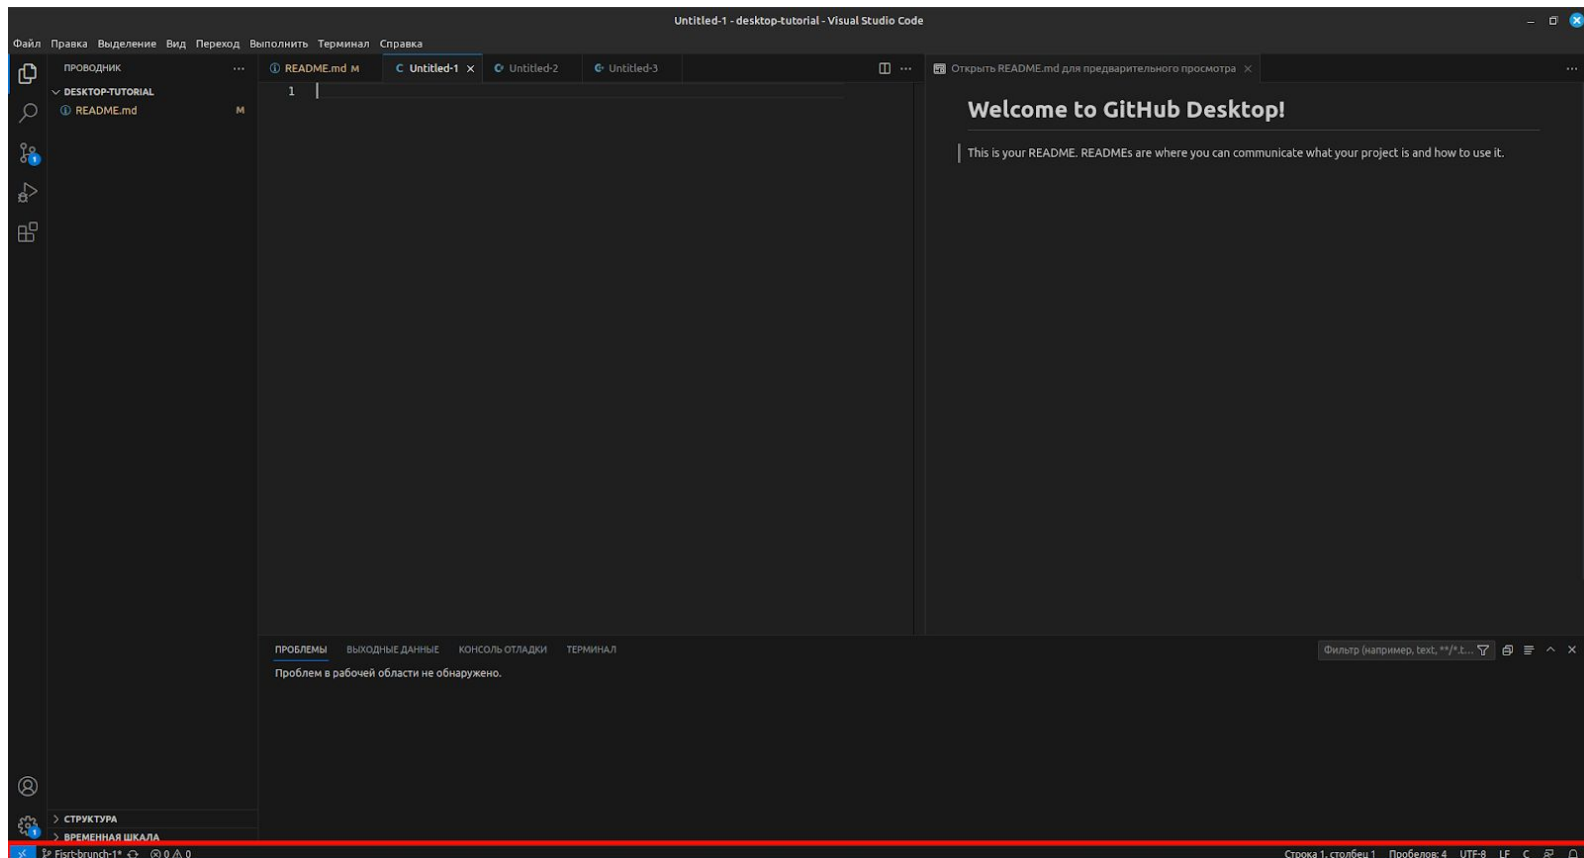 Untitled-1 - desktop-tutorial - Visual Studio Code
Файл Правка Выделение Вид Переход Выполнить Терминал Справка
ПРОВОДНИК
README.md M
Untitled-1
Untitled-2
Untitled-3
Открыть README.md для предварительного просмотра
DESKTOP-TUTORIAL
README.md M
1
Welcome to GitHub Desktop!
This is your README. READMEs are where you can communicate what your project is and how to use it.
1
ПРОБЛЕМЫ ВЫХОДНЫЕ ДАННЫЕ КОНСОЛЬ ОТЛАДКИ ТЕРМИНАЛ
Фильтр (например, text, **/*.t...
Проблем в рабочей области не обнаружено.
СТРУКТУРА
1
ВРЕМЕННАЯ ШКАЛА
Fisrt-brunch-1* 0 0
Строка 1, столбец 1 Пробелов: 4 UTF-8 LF C